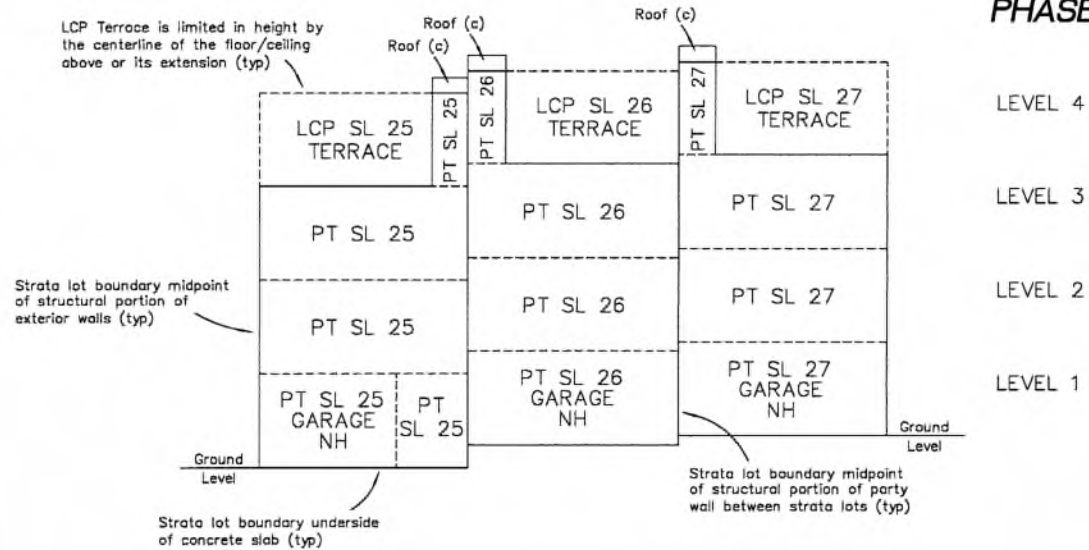 PHASE
LCP Terrace is limited in height by
the centerline of the floor/ceiling
above or its extension (typ)
Roof (c)
Roof (c)
Roof (c)
LCP SL 25
TERRACE
PT SL 25
PT SL 26
LCP SL 26
TERRACE
PT SL 27
LCP SL 27
TERRACE
LEVEL 4
PT SL 25
PT SL 26
PT SL 27
LEVEL 3
Strata lot boundary midpoint
of structural portion of
exterior walls (typ)
PT SL 25
PT SL 26
PT SL 27
LEVEL 2
PT SL 25
GARAGE
NH
PT
SL 25
PT SL 26
GARAGE
NH
PT SL 27
GARAGE
NH
LEVEL 1
Ground
Level
Ground
Level
Strata lot boundary underside
of concrete slab (typ)
Strata lot boundary midpoint
of structural portion of party
wall between strata lots (typ)